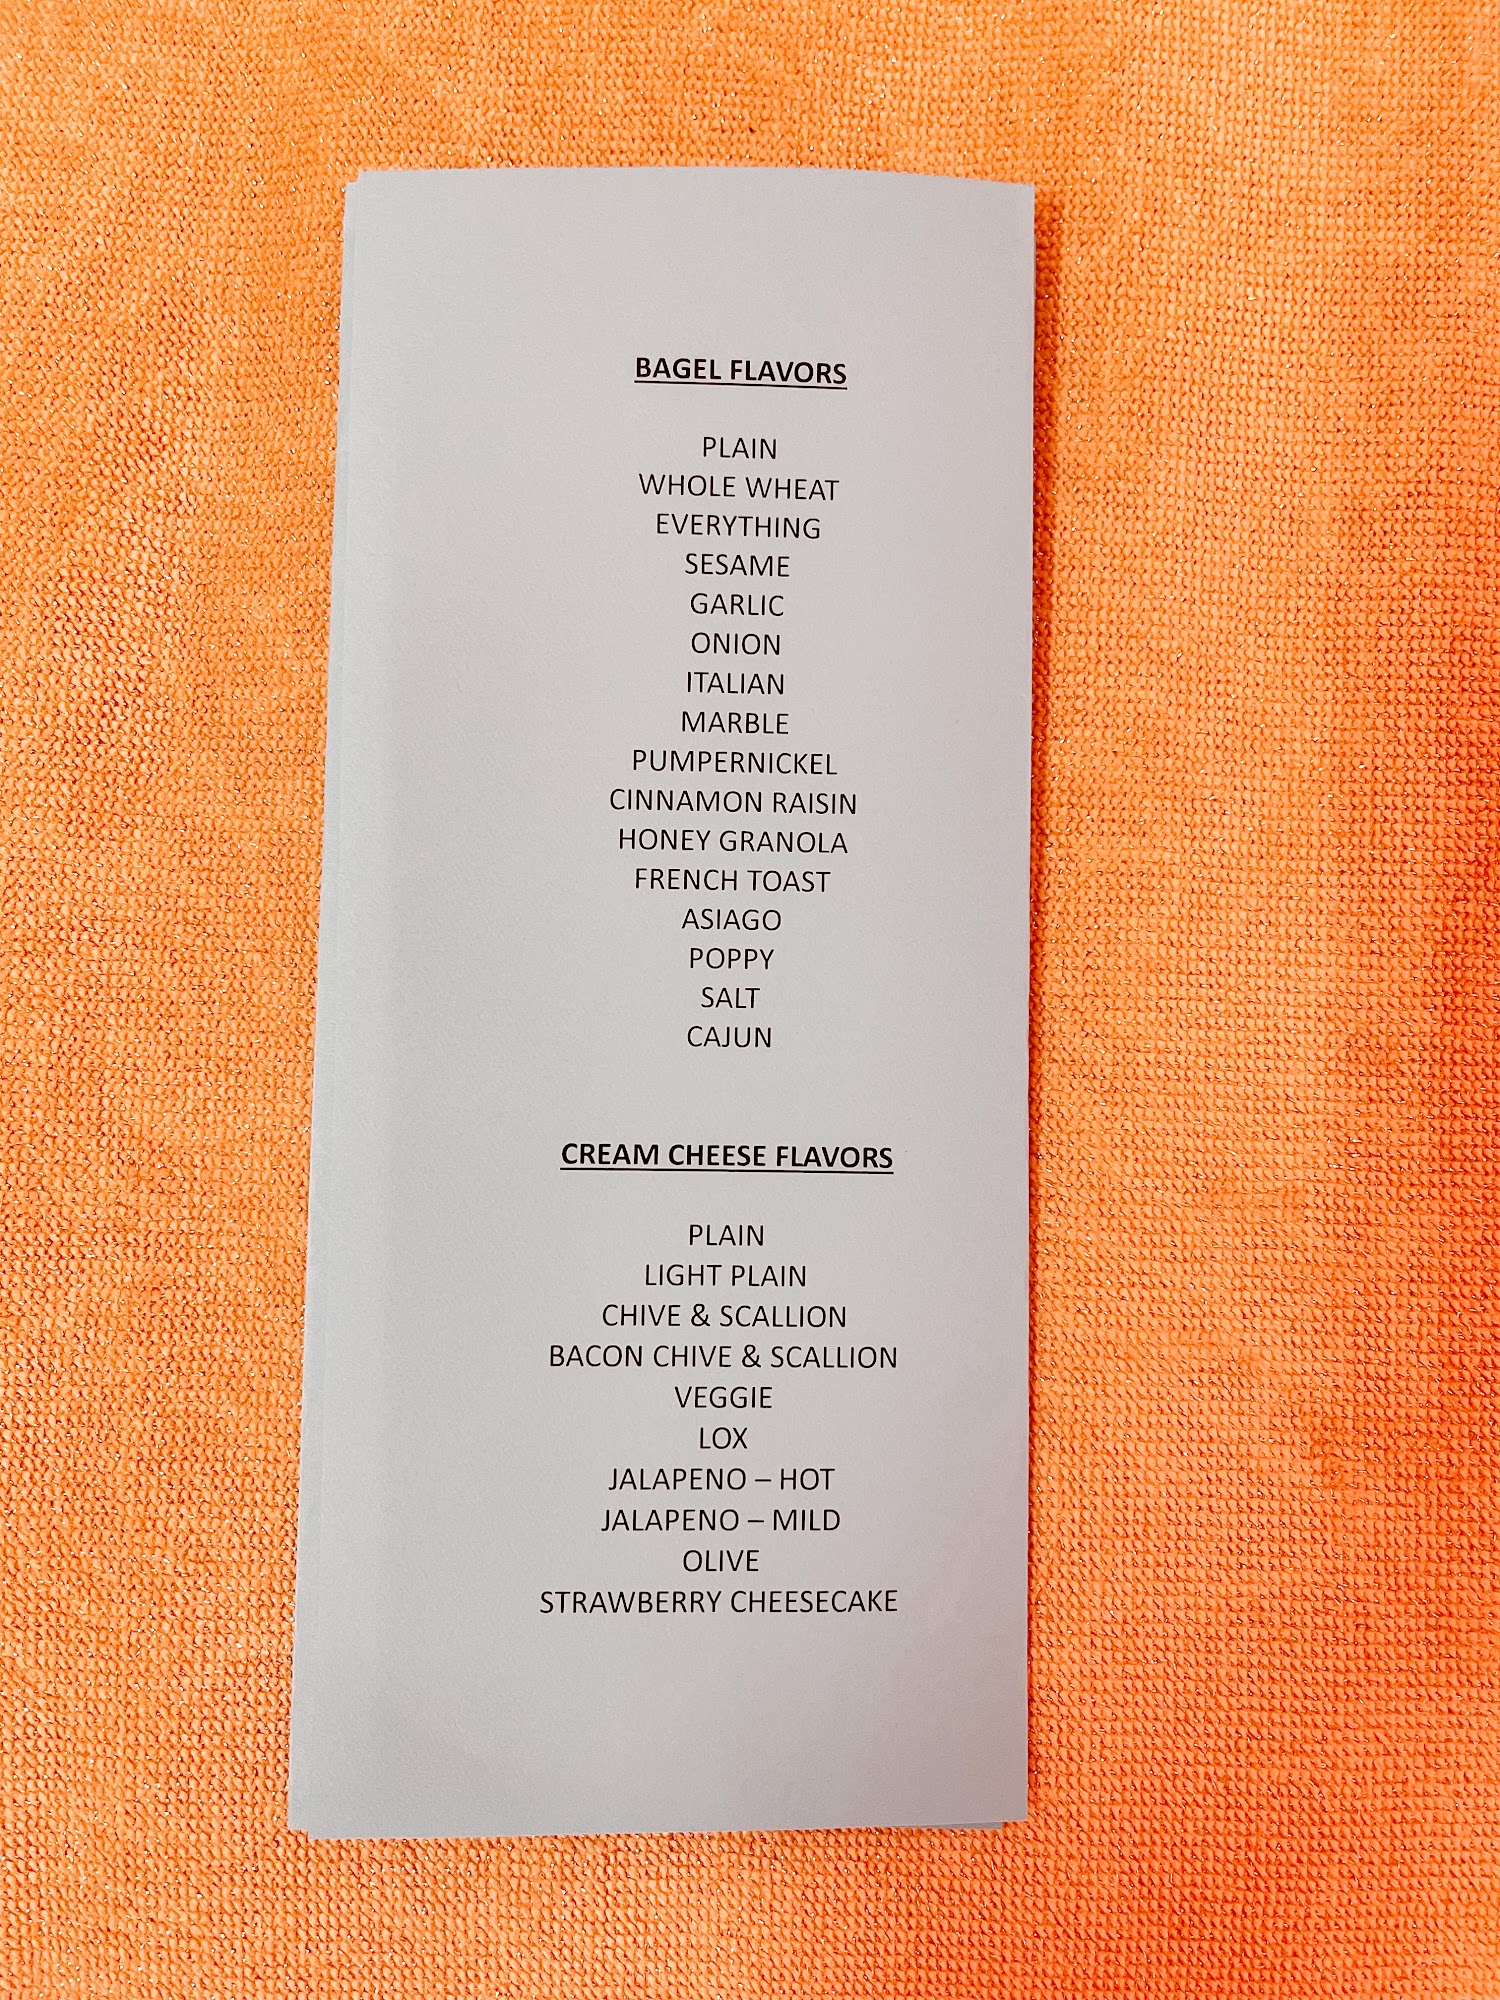 BAGEL FLAVORS
PLAIN
WHOLE WHEAT
EVERYTHING
SESAME
GARLIC
ONION
ITALIAN
MARBLE
PUMPERNICKEL
CINNAMON RAISIN
HONEY GRANOLA
FRENCH TOAST
ASIAGO
POPPY
SALT
CAJUN
CREAM CHEESE FLAVORS
PLAIN
LIGHT PLAIN
CHIVE & SCALLION
BACON CHIVE & SCALLION
VEGGIE
LOX
JALAPENO – HOT
JALAPENO – MILD
OLIVE
STRAWBERRY CHEESECAKE